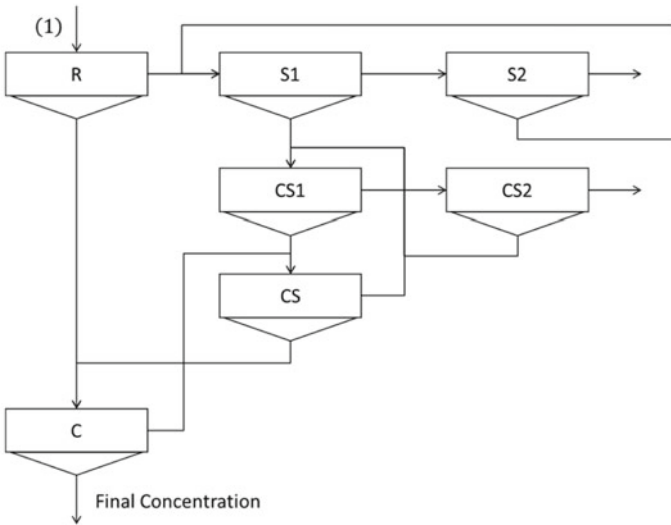 (1)
R
S1
S2
CS1
CS2
CS
C
Final Concentration